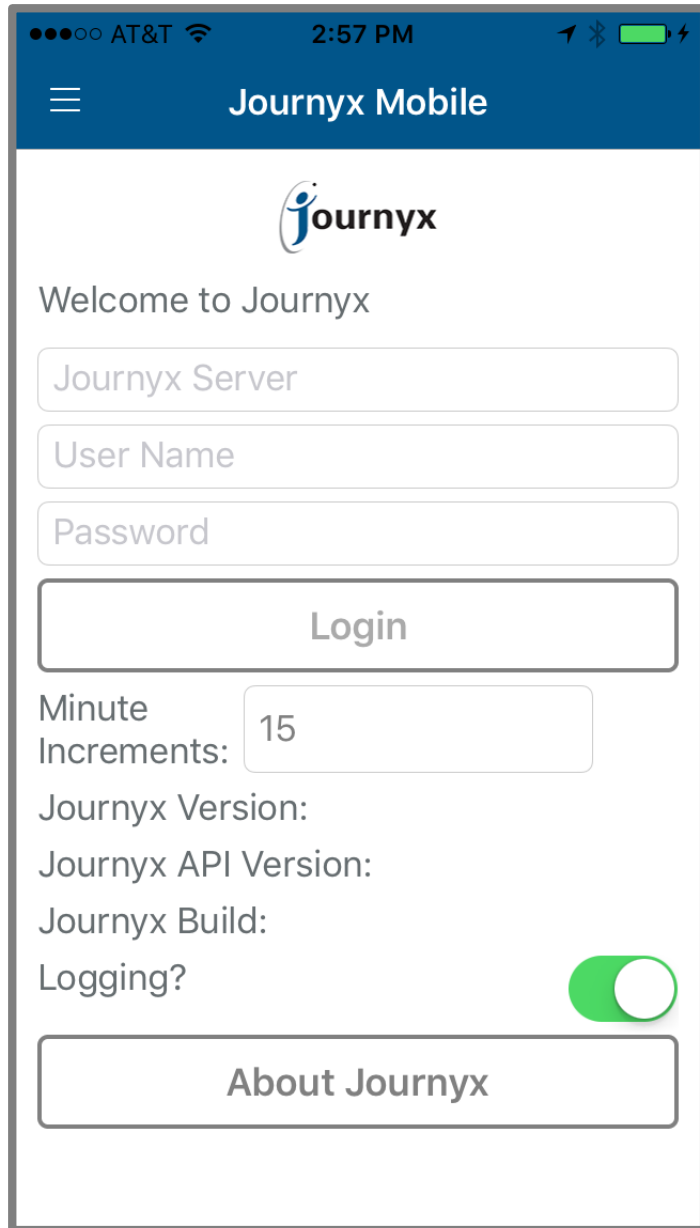 AT&T 2:57 PM
Journyx Mobile
journyx
Welcome to Journyx
Journyx Server
User Name
Password
Login
Minute
Increments:
15
Journyx Version:
Journyx API Version:
Journyx Build:
Logging?
About Journyx